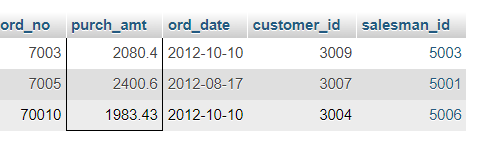 ord_no purch_amt ord_date customer_id salesman_id
7003 2080.4 2012-10-10 3009 5003
7005 2400.6 2012-08-17 3007 5001
70010 1983.43 2012-10-10 3004 5006